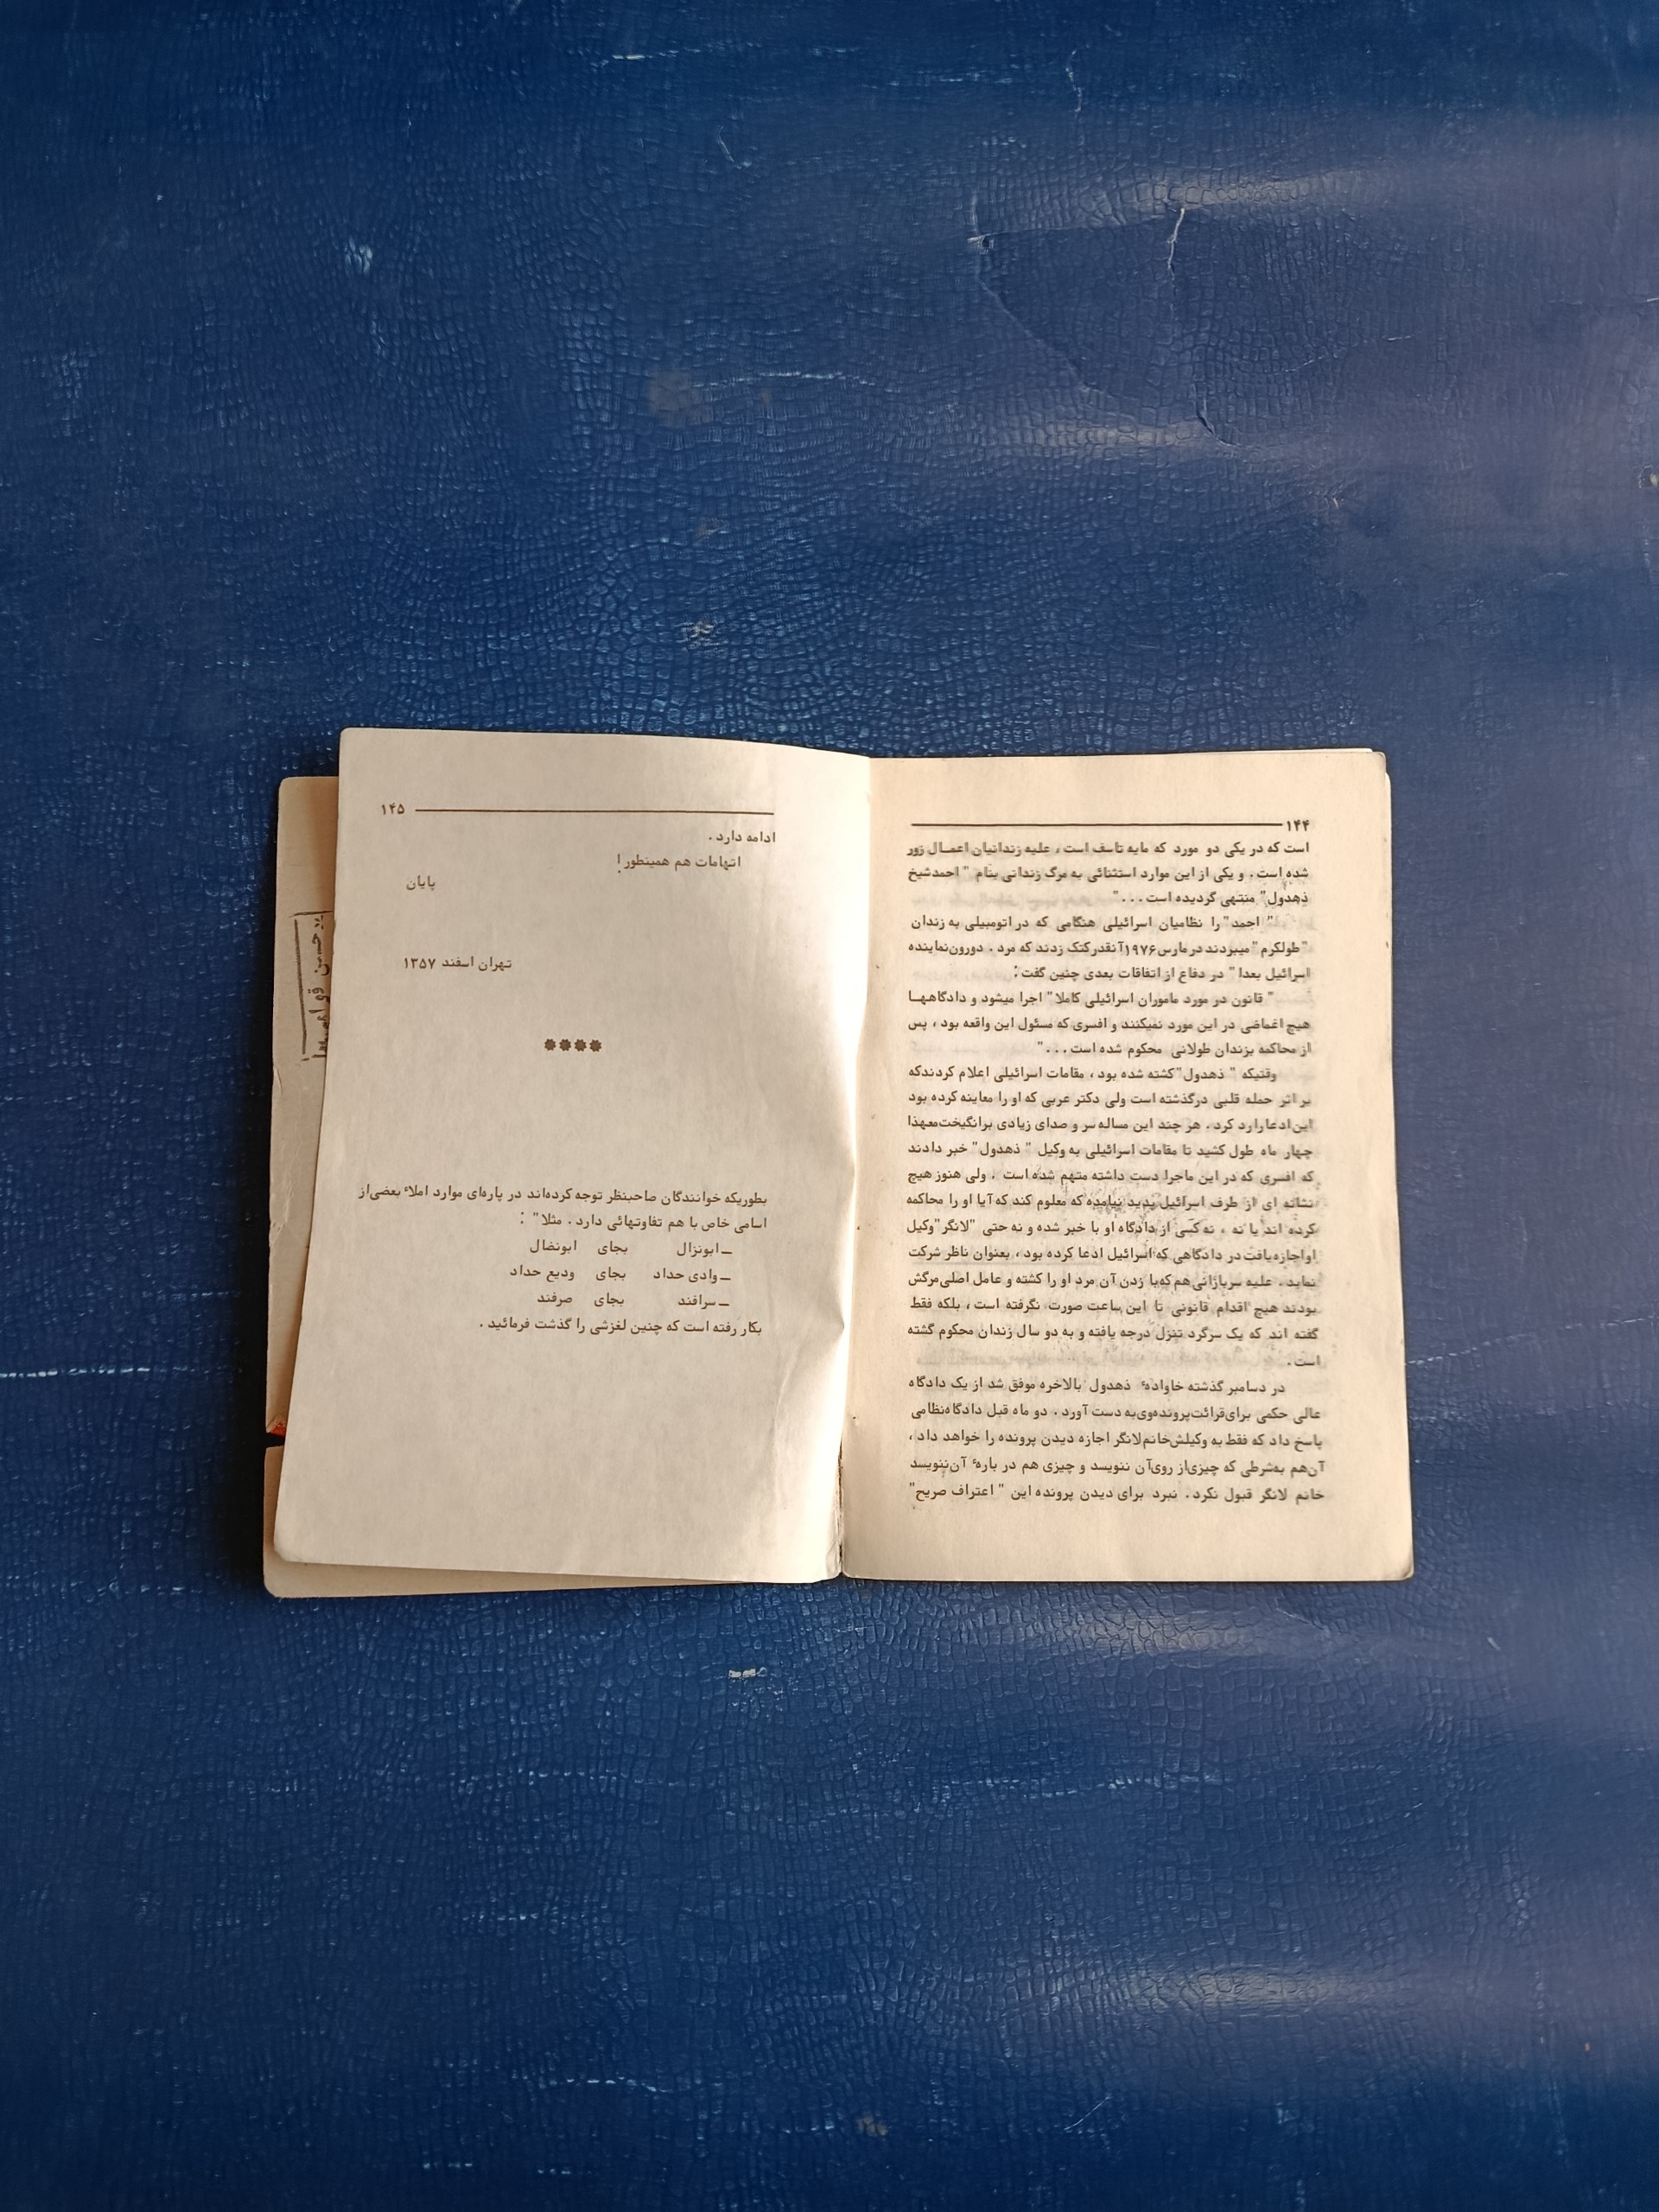 ۱۴۴
است که در یکی دو مورد که مایه تاسف است ، علیه زندانیان اعمـال زور
شده است . و یکی از این موارد استثنائی به مرگ زندانی بنام " احمدشیخ
ذهدول" منتهی گردیده است . . . "
" احمد " را نظامیان اسرائیلی هنگامی که در اتومبیلی به زندان
"طولکرم " میبردند در مارس ۱۹۷۶ آنقدر کتک زدند که مرد . دورون نماینده
اسرائیل بعدا" در دفاع از اتفاقات بعدی چنین گفت :
" قانون در مورد ماموران اسرائیلی کاملا" اجرا میشود و دادگاههـا
هیچ اغماضی در این مورد نمیکنند و افسری که مسئول این واقعه بود ، پس
از محاکمه بزندان طولانی محکوم شده است . . . "
وقتیکه " ذهدول" کشته شده بود ، مقامات اسرائیلی اعلام کردندکه
بر اثر حمله قلبی درگذشته است ولی دکتر عربی که او را معاینه کرده بود
این ادعا را رد کرد . هر چند این مساله سر و صدای زیادی برانگیخت معهذا
چهار ماه طول کشید تا مقامات اسرائیلی به وکیل " ذهدول" خبر دادند
که افسری که در این ماجرا دست داشته متهم شده است . ولی هنوز هیچ
نشانه ای از طرف اسرائیل پدید نیامده که معلوم کند که آیا او را محاکمه
کرده اند یا نه ، نه کسی از دادگاه او با خبر شده و نه حتی "لانگر" وکیل
او اجازه یافت در دادگاهی که اسرائیل ادعا کرده بود ، بعنوان ناظر شرکت
نماید . علیه سربازانی هم که با زدن آن مرد او را کشته و عامل اصلی مرگش
بودند هیچ اقدام قانونی تا این ساعت صورت نگرفته است ، بلکه فقط
گفته اند که یک سرگرد تنزل درجه یافته و به دو سال زندان محکوم گشته
است .
در دسامبر گذشته خانواده ٔ ذهدول بالاخره موفق شد از یک دادگاه
عالی حکمی برای قرائت پرونده وی به دست آورد . دو ماه قبل دادگاه نظامی
پاسخ داد که فقط به وکیلش خانم لانگر اجازه دیدن پرونده را خواهد داد ،
آن هم به شرطی که چیزی از روی آن ننویسد و چیزی هم در باره ٔ آن ننویسد
خانم لانگر قبول نکرد . نبرد برای دیدن پرونده این " اعتراف صریح"
۱۴۵
ادامه دارد .
اتهامات هم همینطور !
پایان
تهران اسفند ۱۳۵۷
****
بطوریکه خوانندگان صاحبنظر توجه کرده‌اند در پاره‌ای موارد املاء بعضی از
اسامی خاص با هم تفاوتهائی دارد . مثلا" :
ــ ابونزال بجای ابونضال
ــ وادی حداد بجای ودیع حداد
ــ سرافند بجای صرفند
بکار رفته است که چنین لغزشی را گذشت فرمائید .